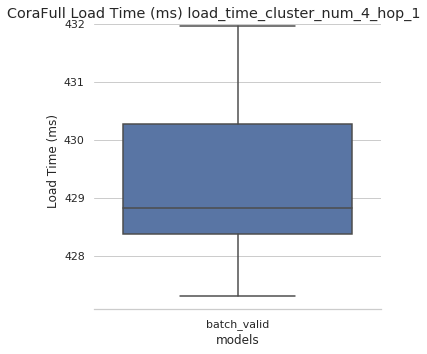 CoraFull Load Time (ms) load_time_cluster_num_4_hop_1
432
431
430
429
428
Load Time (ms)
batch_valid
models